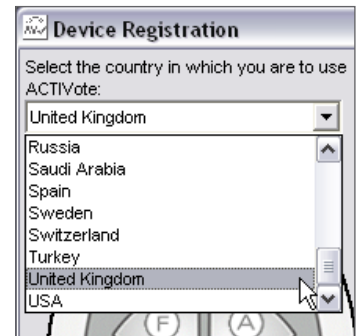 Device Registration
Select the country in which you are to use
ACTIVote:
United Kingdom
Russia
Saudi Arabia
Spain
Sweden
Switzerland
Turkey
United Kingdom
USA
F A